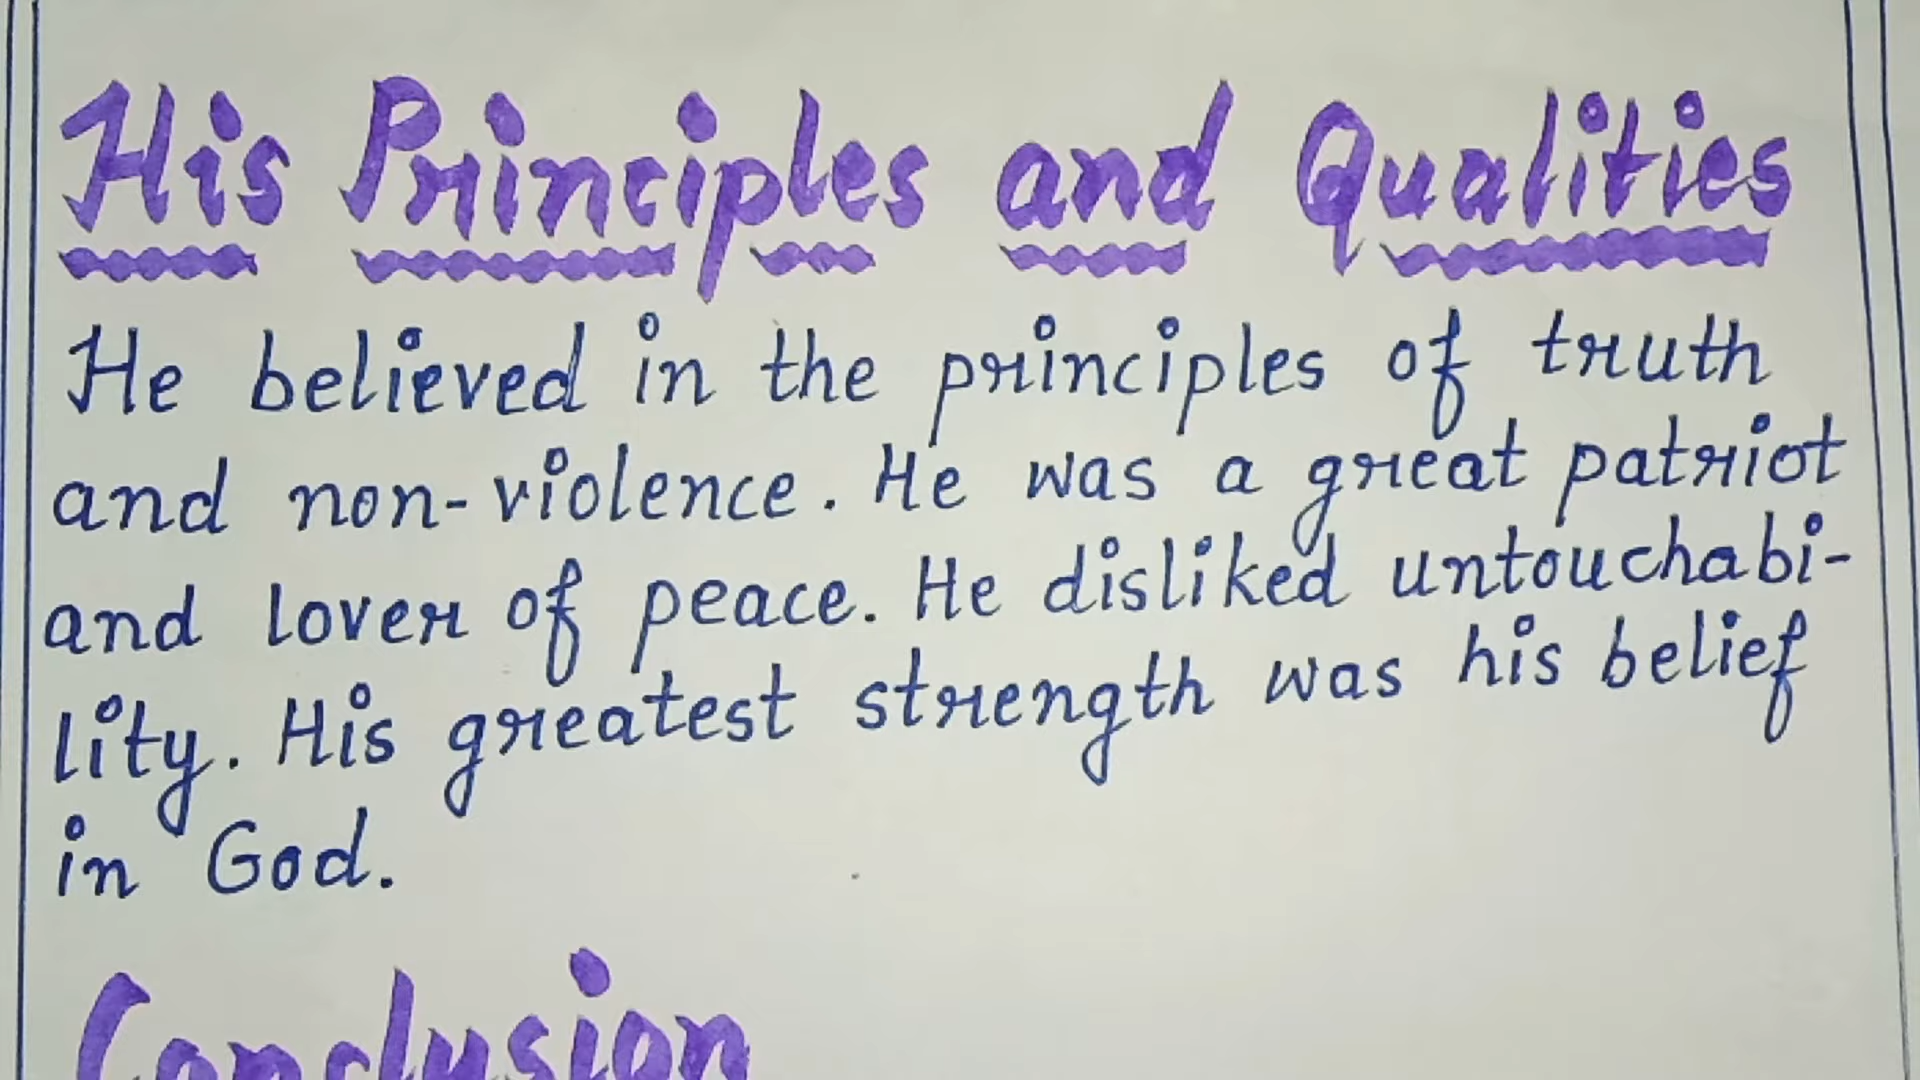 His Principles and Qualities
He believed in the principles of truth
and non-violence. He was a great patriot
and lover of peace. He disliked untouchabi-
lity. His greatest strength was his belief
in God.
Conclusion